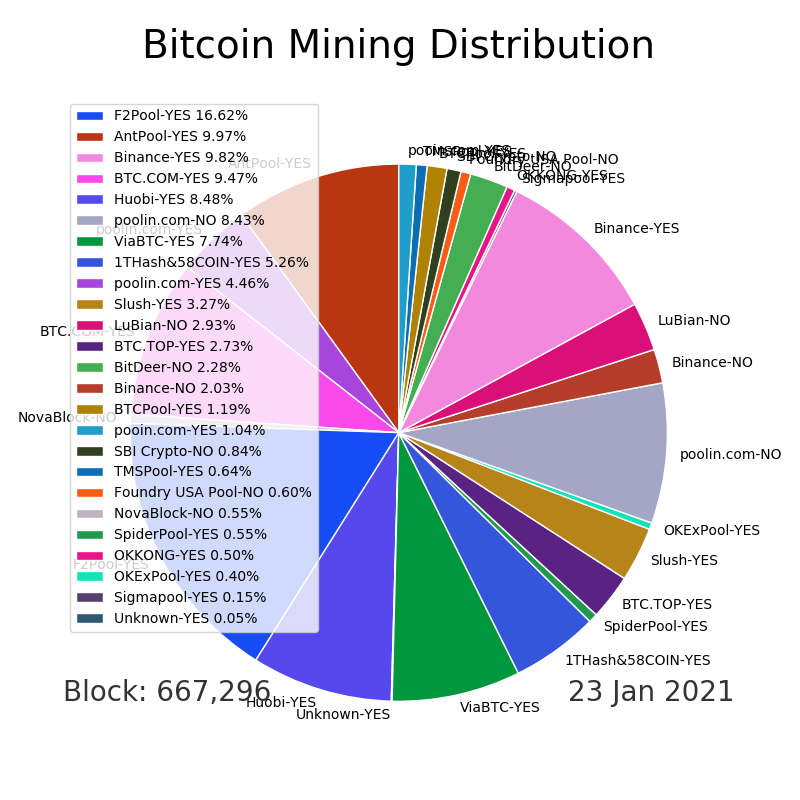 Bitcoin Mining Distribution
F2Pool-YES 16.62%
AntPool-YES 9.97%
Binance-YES 9.82%
BTC.COM-YES 9.47%
Huobi-YES 8.48%
poolin.com-NO 8.43%
ViaBTC-YES 7.74%
1THash&58COIN-YES 5.26%
poolin.com-YES 4.46%
Slush-YES 3.27%
LuBian-NO 2.93%
BTC.TOP-YES 2.73%
BitDeer-NO 2.28%
Binance-NO 2.03%
BTCPool-YES 1.19%
pooin.com-YES 1.04%
SBI Crypto-NO 0.84%
TMSPool-YES 0.64%
Foundry USA Pool-NO 0.60%
NovaBlock-NO 0.55%
SpiderPool-YES 0.55%
OKKONG-YES 0.50%
OKExPool-YES 0.40%
Sigmapool-YES 0.15%
Unknown-YES 0.05%
AntPool-YES
poolin.com-YES
BTC.COM-YES
NovaBlock-NO
F2Pool-YES
Huobi-YES
Unknown-YES
ViaBTC-YES
1THash&58COIN-YES
SpiderPool-YES
BTC.TOP-YES
Slush-YES
OKExPool-YES
poolin.com-NO
Binance-NO
LuBian-NO
Binance-YES
Sigmapool-YES
OKKONG-YES
BitDeer-NO
Foundry USA Pool-NO
Block: 667,296
23 Jan 2021